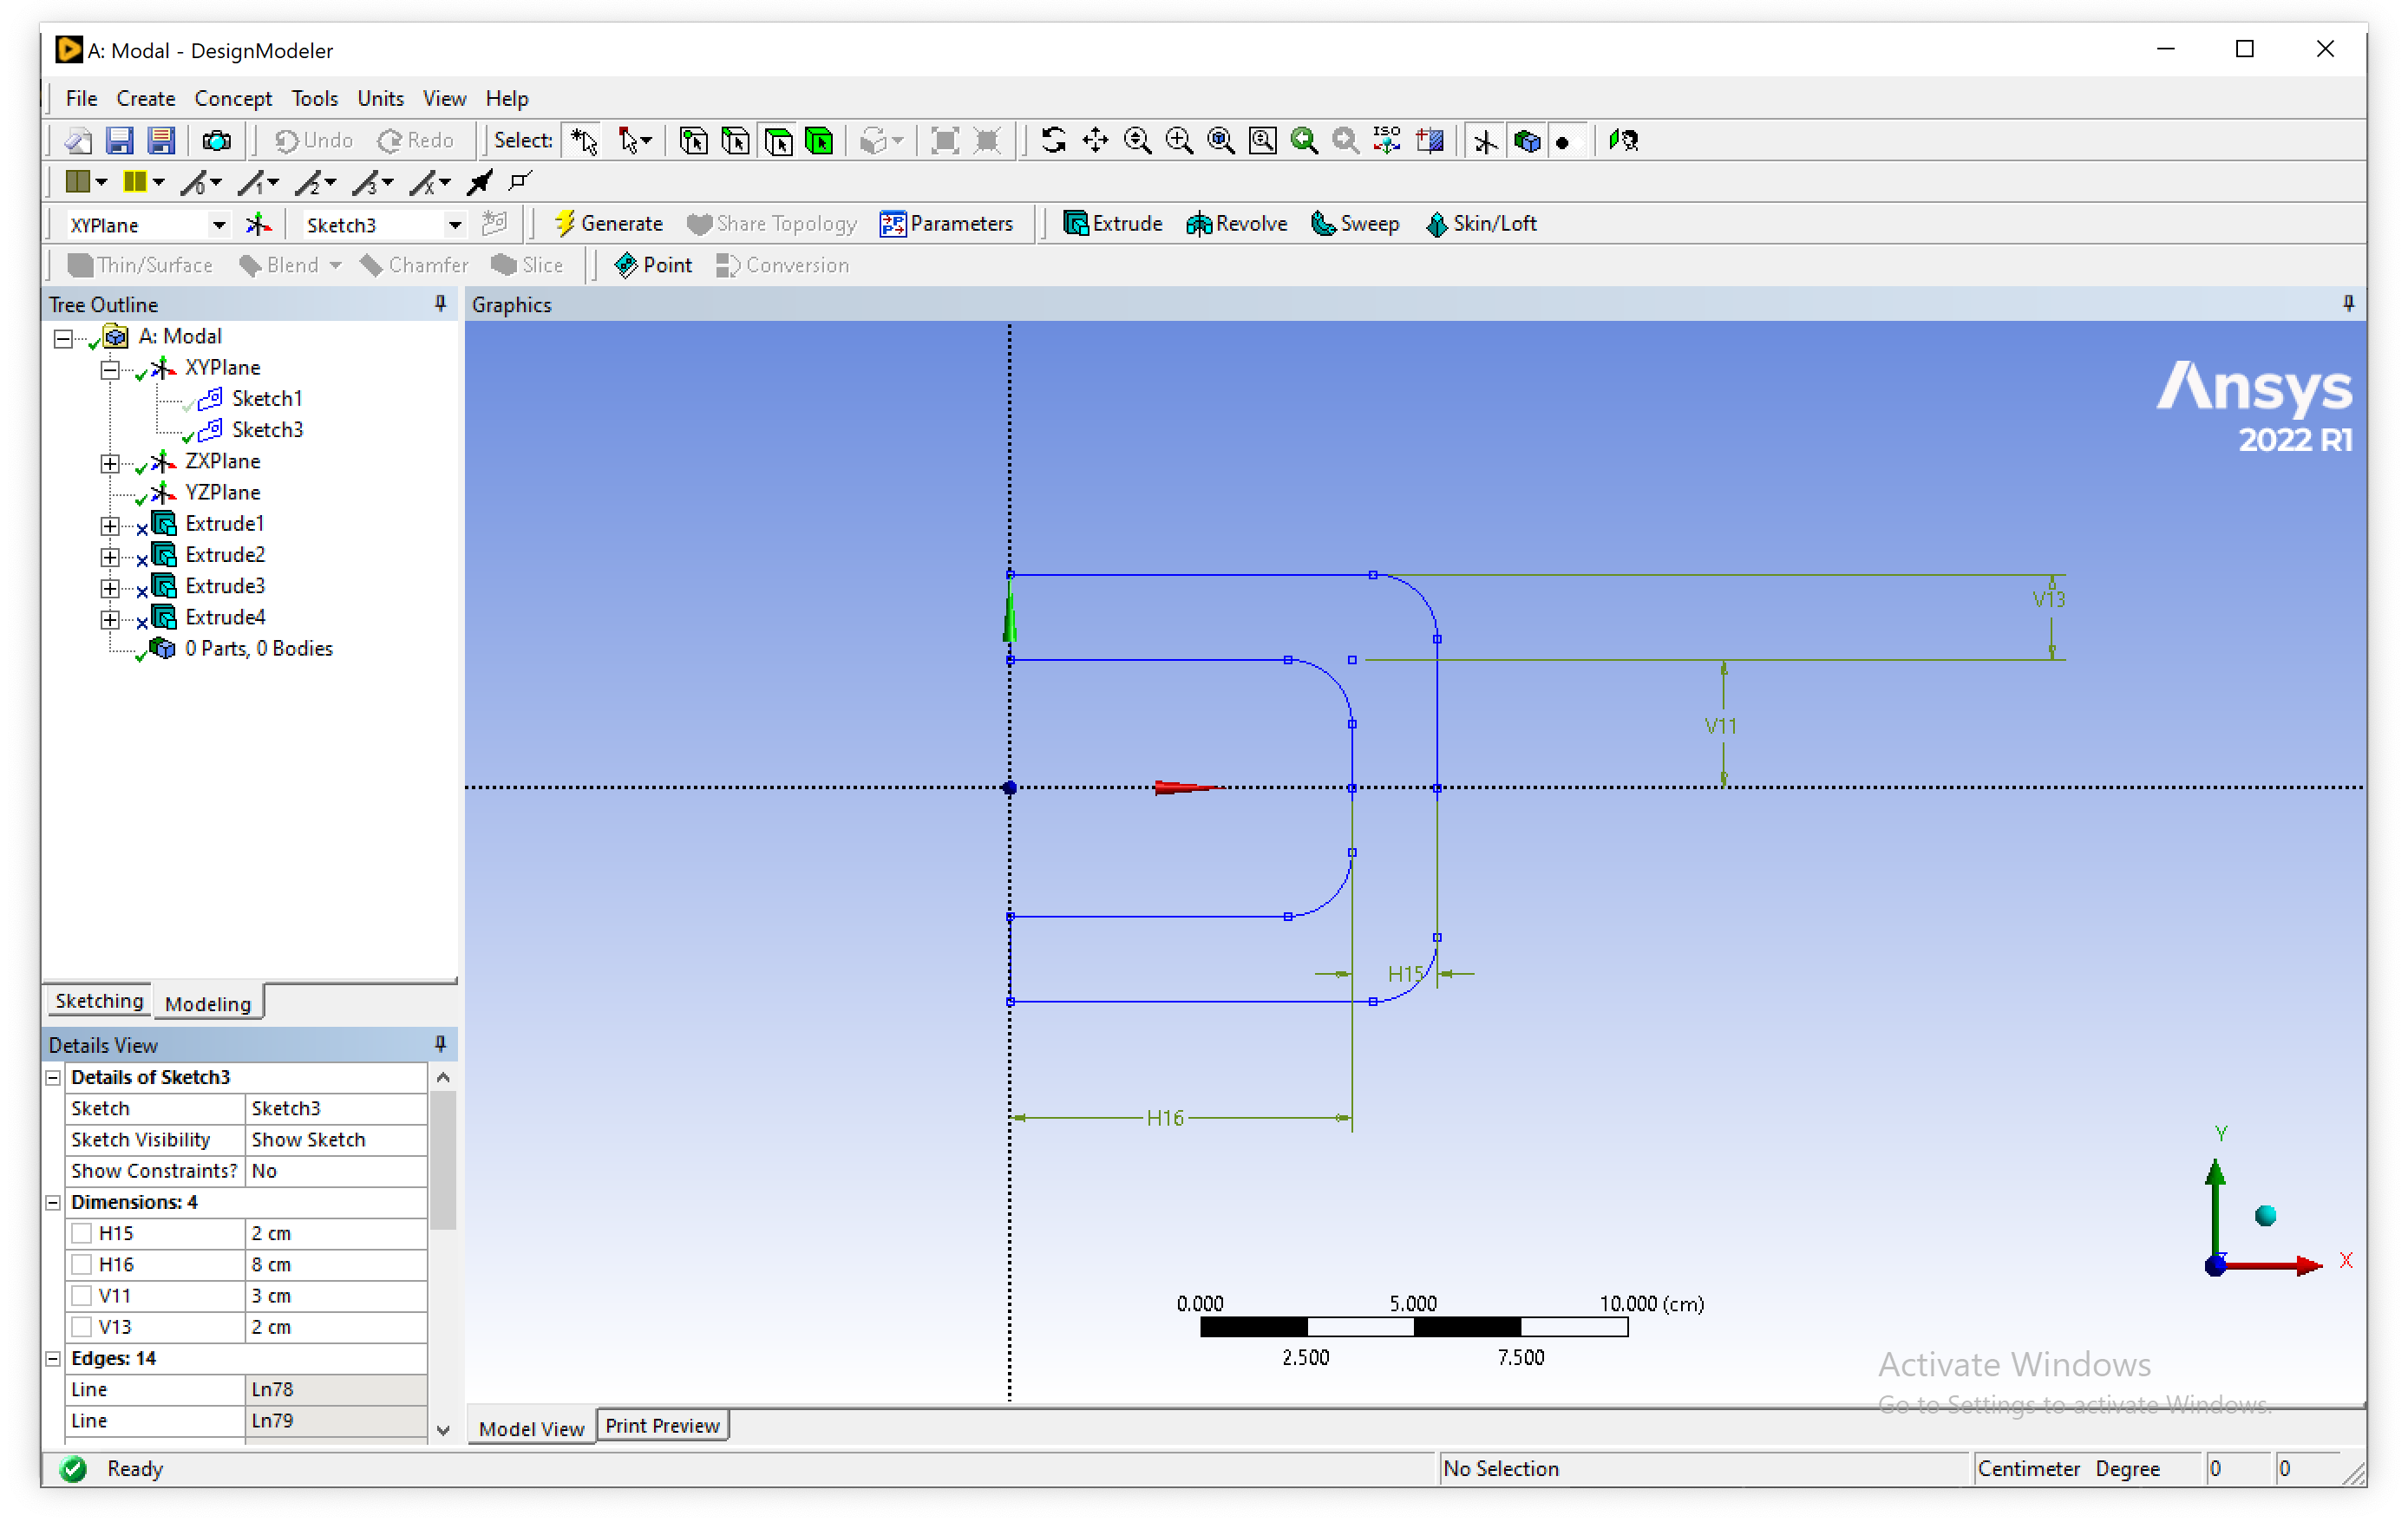 A: Modal - DesignModeler
File Create Concept Tools Units View Help
Undo Redo Select: ISO
0 1 2 3 x
XYPlane Sketch3 Generate Share Topology Parameters Extrude Revolve Sweep Skin/Loft
Thin/Surface Blend Chamfer Slice Point Conversion
Tree Outline
A: Modal
XYPlane
Sketch1
Sketch3
ZXPlane
YZPlane
Extrude1
Extrude2
Extrude3
Extrude4
0 Parts, 0 Bodies
Sketching Modeling
Details View
Details of Sketch3
Sketch Sketch3
Sketch Visibility Show Sketch
Show Constraints? No
Dimensions: 4
H15 2 cm
H16 8 cm
V11 3 cm
V13 2 cm
Edges: 14
Line Ln78
Line Ln79
Graphics
Ansys
2022 R1
V13
V11
H15
H16
Y
X
0.000 5.000 10.000 (cm)
2.500 7.500
Activate Windows
Go to Settings to activate Windows.
Model View Print Preview
Ready No Selection Centimeter Degree 0 0